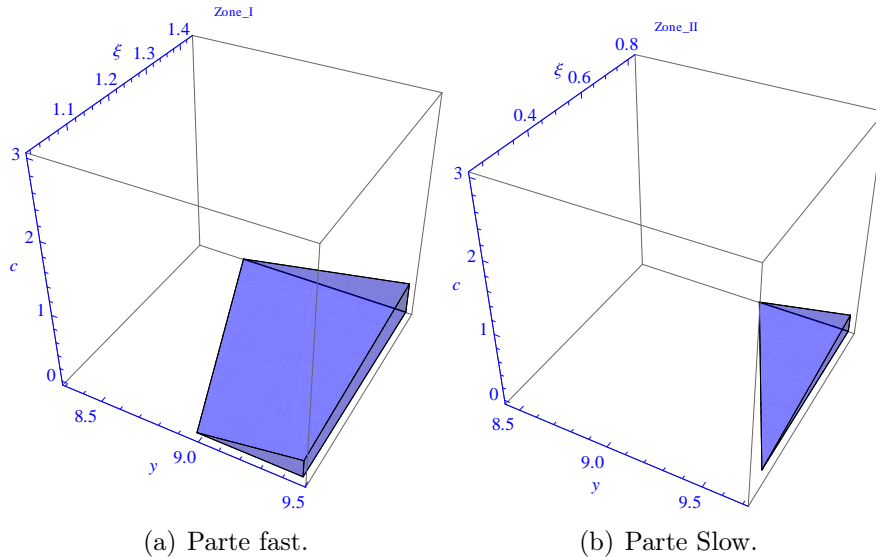 Zone_I
1.4
ξ
1.3
1.2
1.1
3
2
c
1
0
8.5
9.0
y
9.5
(a) Parte fast.
Zone_II
0.8
ξ
0.6
0.4
3
2
c
1
0
8.5
9.0
y
9.5
(b) Parte Slow.